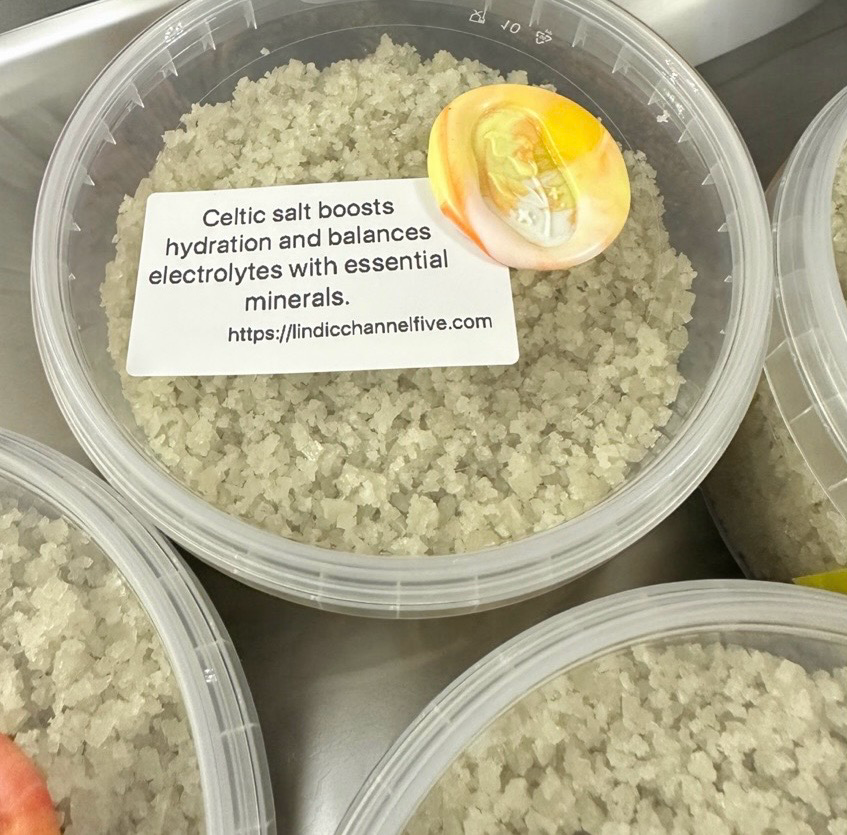 Celtic salt boosts
hydration and balances
electrolytes with essential
minerals.
https://lindicchannelfive.com